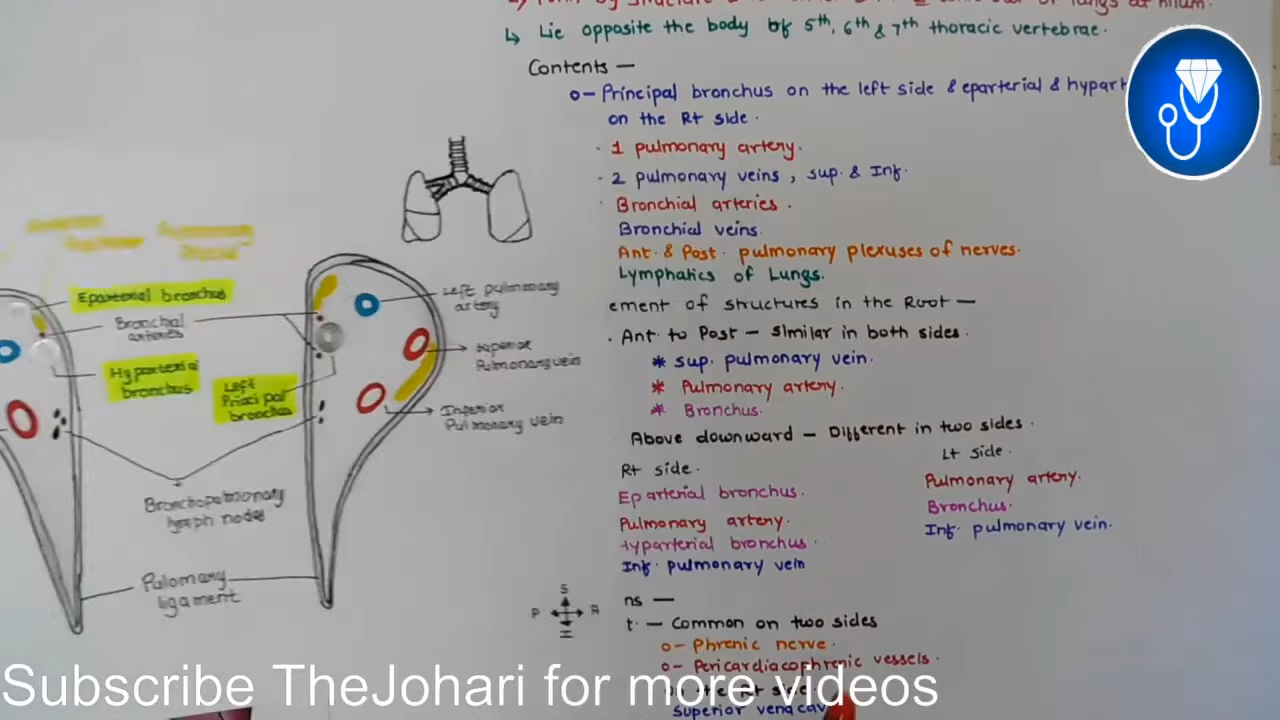 Lie opposite the body of 5th, 6th & 7th thoracic vertebrae.
Contents —
o- Principal bronchus on the left side & eparterial & hypart
on the Rt side.
1 pulmonary artery.
2 pulmonary veins, sup. & Inf.
Bronchial arteries.
Bronchial veins.
Ant. & Post. pulmonary plexuses of nerves.
Lymphatics of Lungs.
ement of structures in the Root —
Ant. to Post — similar in both sides.
* sup. pulmonary vein.
* Pulmonary artery.
* Bronchus.
Above downward — Different in two sides.
Rt side.
Eparterial bronchus.
Pulmonary artery.
Hyparterial bronchus.
Inf. pulmonary vein
Lt side.
Pulmonary artery.
Bronchus.
Inf. pulmonary vein.
ns —
t. — Common on two sides
o- Phrenic nerve.
o- Pericardiacophrenic vessels.
the Rt side
Superior venacav
Eparterial bronchus
Bronchial
arteries
Hyparterial
bronchus
Left
Principal
bronchus
Left pulmonary
artery
superior
Pulmonary vein
Inferior
Pulmonary vein
Bronchopulmonary
lymph nodes
Pulomary
ligament
S
P A
I
Subscribe TheJohari for more videos